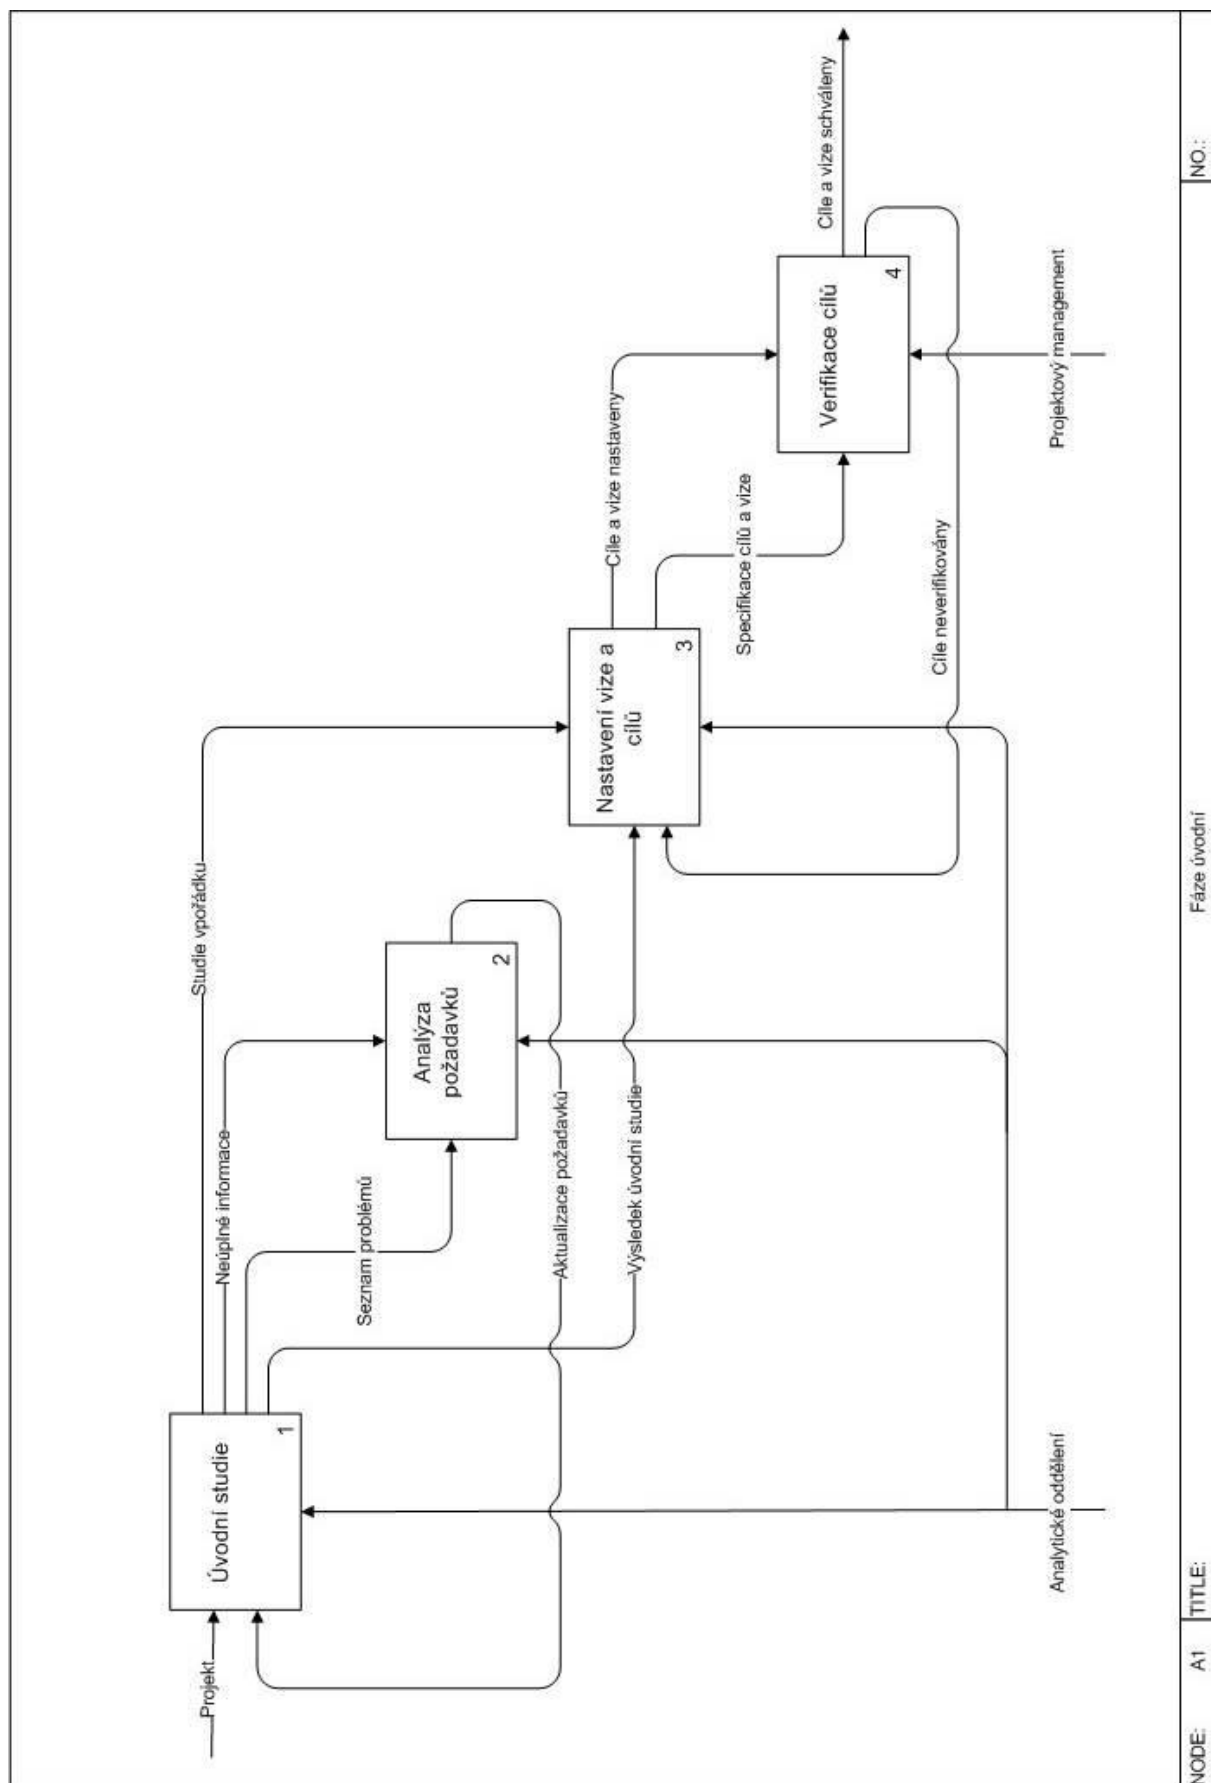 Projekt
Úvodní studie
1
Studie vpořádku
Neúplné informace
Seznam problémů
Analýza
požadavků
2
Aktualizace požadavků
Výsledek úvodní studie
Nastavení vize a
cílů
3
Cíle a vize nastaveny
Specifikace cílů a vize
Verifikace cílů
4
Cíle a vize schváleny
Cíle neverifikovány
Analytické oddělení
Projektový management
NODE:
A1
TITLE:
Fáze úvodní
NO.: